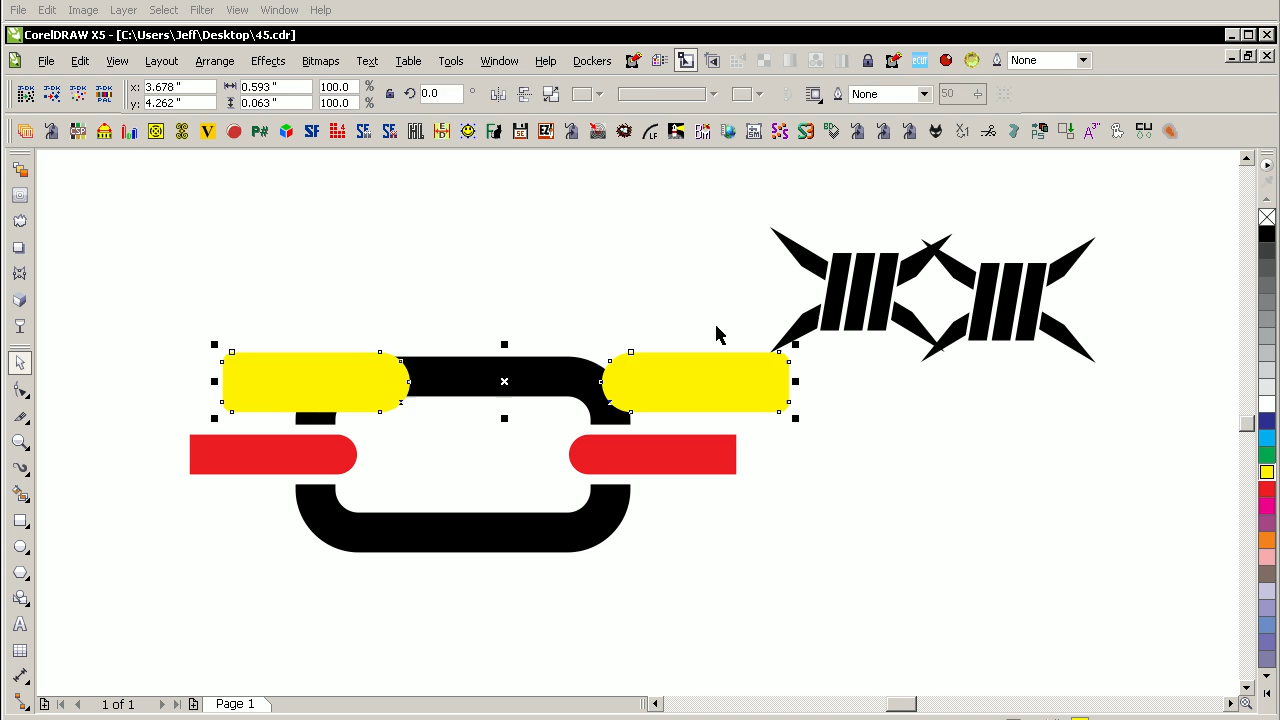 File Edit Image Layer Select Filter View Window Help
CorelDRAW X5 - [C:\Users\Jeff\Desktop\45.cdr]
File Edit View Layout Arrange Effects Bitmaps Text Table Tools Window Help Dockers None
x: 3.678 " 0.593 " 100.0 % 0.0 ° None 50
y: 4.262 " 0.063 " 100.0 %
1 of 1 Page 1